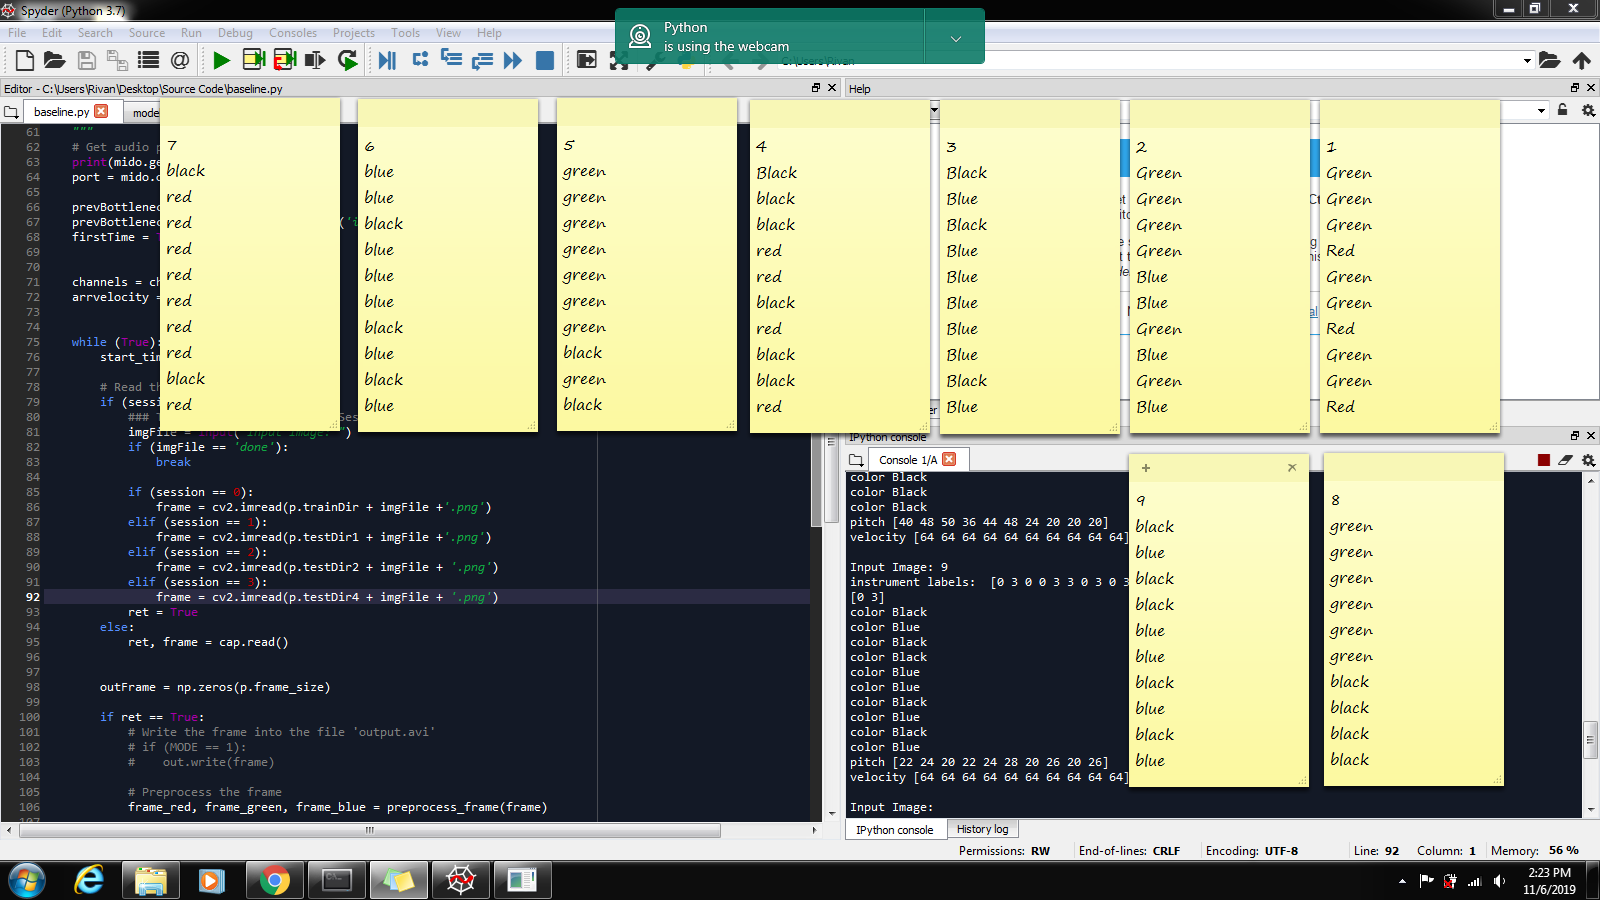 Spyder (Python 3.7)
File Edit Search Source Run Debug Consoles Projects Tools View Help
Python
is using the webcam
C:\Users\Rivan
Editor - C:\Users\Rivan\Desktop\Source Code\baseline.py
Help
baseline.py
61 """
62 # Get audio
63 print(mido.ge
64 port = mido.
65
66 prevBottlenec
67 prevBottlenec ('i
68 firstTime =
69
70
71 channels = ch
72 arrvelocity =
73
74
75 while (True):
76 start_tim
77
78 # Read th
79 if (sessi
80 ###
81 imgFile = input("Input Image: ")
82 if (imgFile == 'done'):
83 break
84
85 if (session == 0):
86 frame = cv2.imread(p.trainDir + imgFile +'.png')
87 elif (session == 1):
88 frame = cv2.imread(p.testDir1 + imgFile +'.png')
89 elif (session == 2):
90 frame = cv2.imread(p.testDir2 + imgFile + '.png')
91 elif (session == 3):
92 frame = cv2.imread(p.testDir4 + imgFile + '.png')
93 ret = True
94 else:
95 ret, frame = cap.read()
96
97
98 outFrame = np.zeros(p.frame_size)
99
100 if ret == True:
101 # Write the frame into the file 'output.avi'
102 # if (MODE == 1):
103 # out.write(frame)
104
105 # Preprocess the frame
106 frame_red, frame_green, frame_blue = preprocess_frame(frame)
107
7
black
red
red
red
red
red
red
red
black
red
6
blue
blue
black
blue
blue
blue
black
blue
black
blue
5
green
green
green
green
green
green
green
black
green
black
4
Black
black
black
red
red
black
red
black
black
red
3
Black
Blue
Black
Blue
Blue
Blue
Blue
Blue
Black
Blue
2
Green
Green
Green
Green
Blue
Blue
Green
Blue
Green
Blue
1
Green
Green
Green
Red
Green
Green
Red
Green
Green
Red
IPython console
Console 1/A
color Black
color Black
color Black
pitch [40 48 50 36 44 48 24 20 20 20]
velocity [64 64 64 64 64 64 64 64 64 64]
Input Image: 9
instrument labels: [0 3 0 0 3 3 0 3 0 3
[0 3]
color Black
color Blue
color Black
color Black
color Blue
color Blue
color Black
color Blue
color Black
color Blue
pitch [22 24 20 22 24 28 20 26 20 26]
velocity [64 64 64 64 64 64 64 64 64 64]
Input Image:
9
black
blue
black
black
blue
blue
black
blue
black
blue
8
green
green
green
green
green
green
black
black
black
black
IPython console History log
Permissions: RW End-of-lines: CRLF Encoding: UTF-8 Line: 92 Column: 1 Memory: 56 %
2:23 PM
11/6/2019